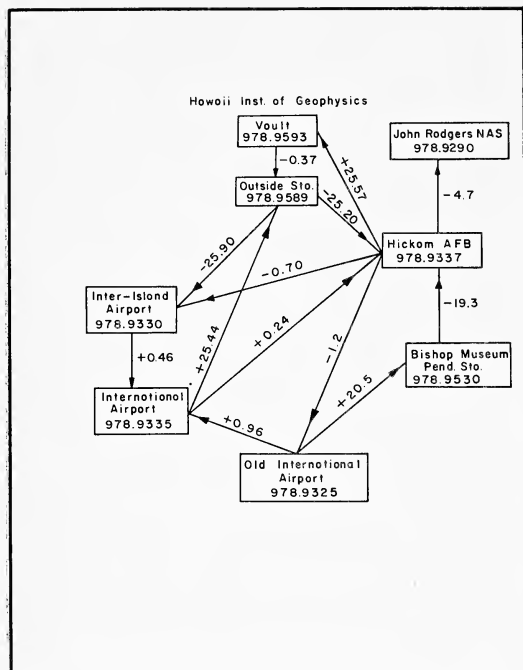 Howoii Inst. of Geophysics
Voult
978.9593
-0.37
Outside Sto.
978.9589
John Rodgers NAS
978.9290
+25.57
-25.20
-4.7
Hickom AFB
978.9337
-25.90
-0.70
Inter-Islond
Airport
978.9330
+25.44
+0.24
-1.2
-19.3
+0.46
Internotionol
Airport
978.9335
Bishop Museum
Pend. Sto.
978.9530
+0.96
+20.5
Old Internotional
Airport
978.9325